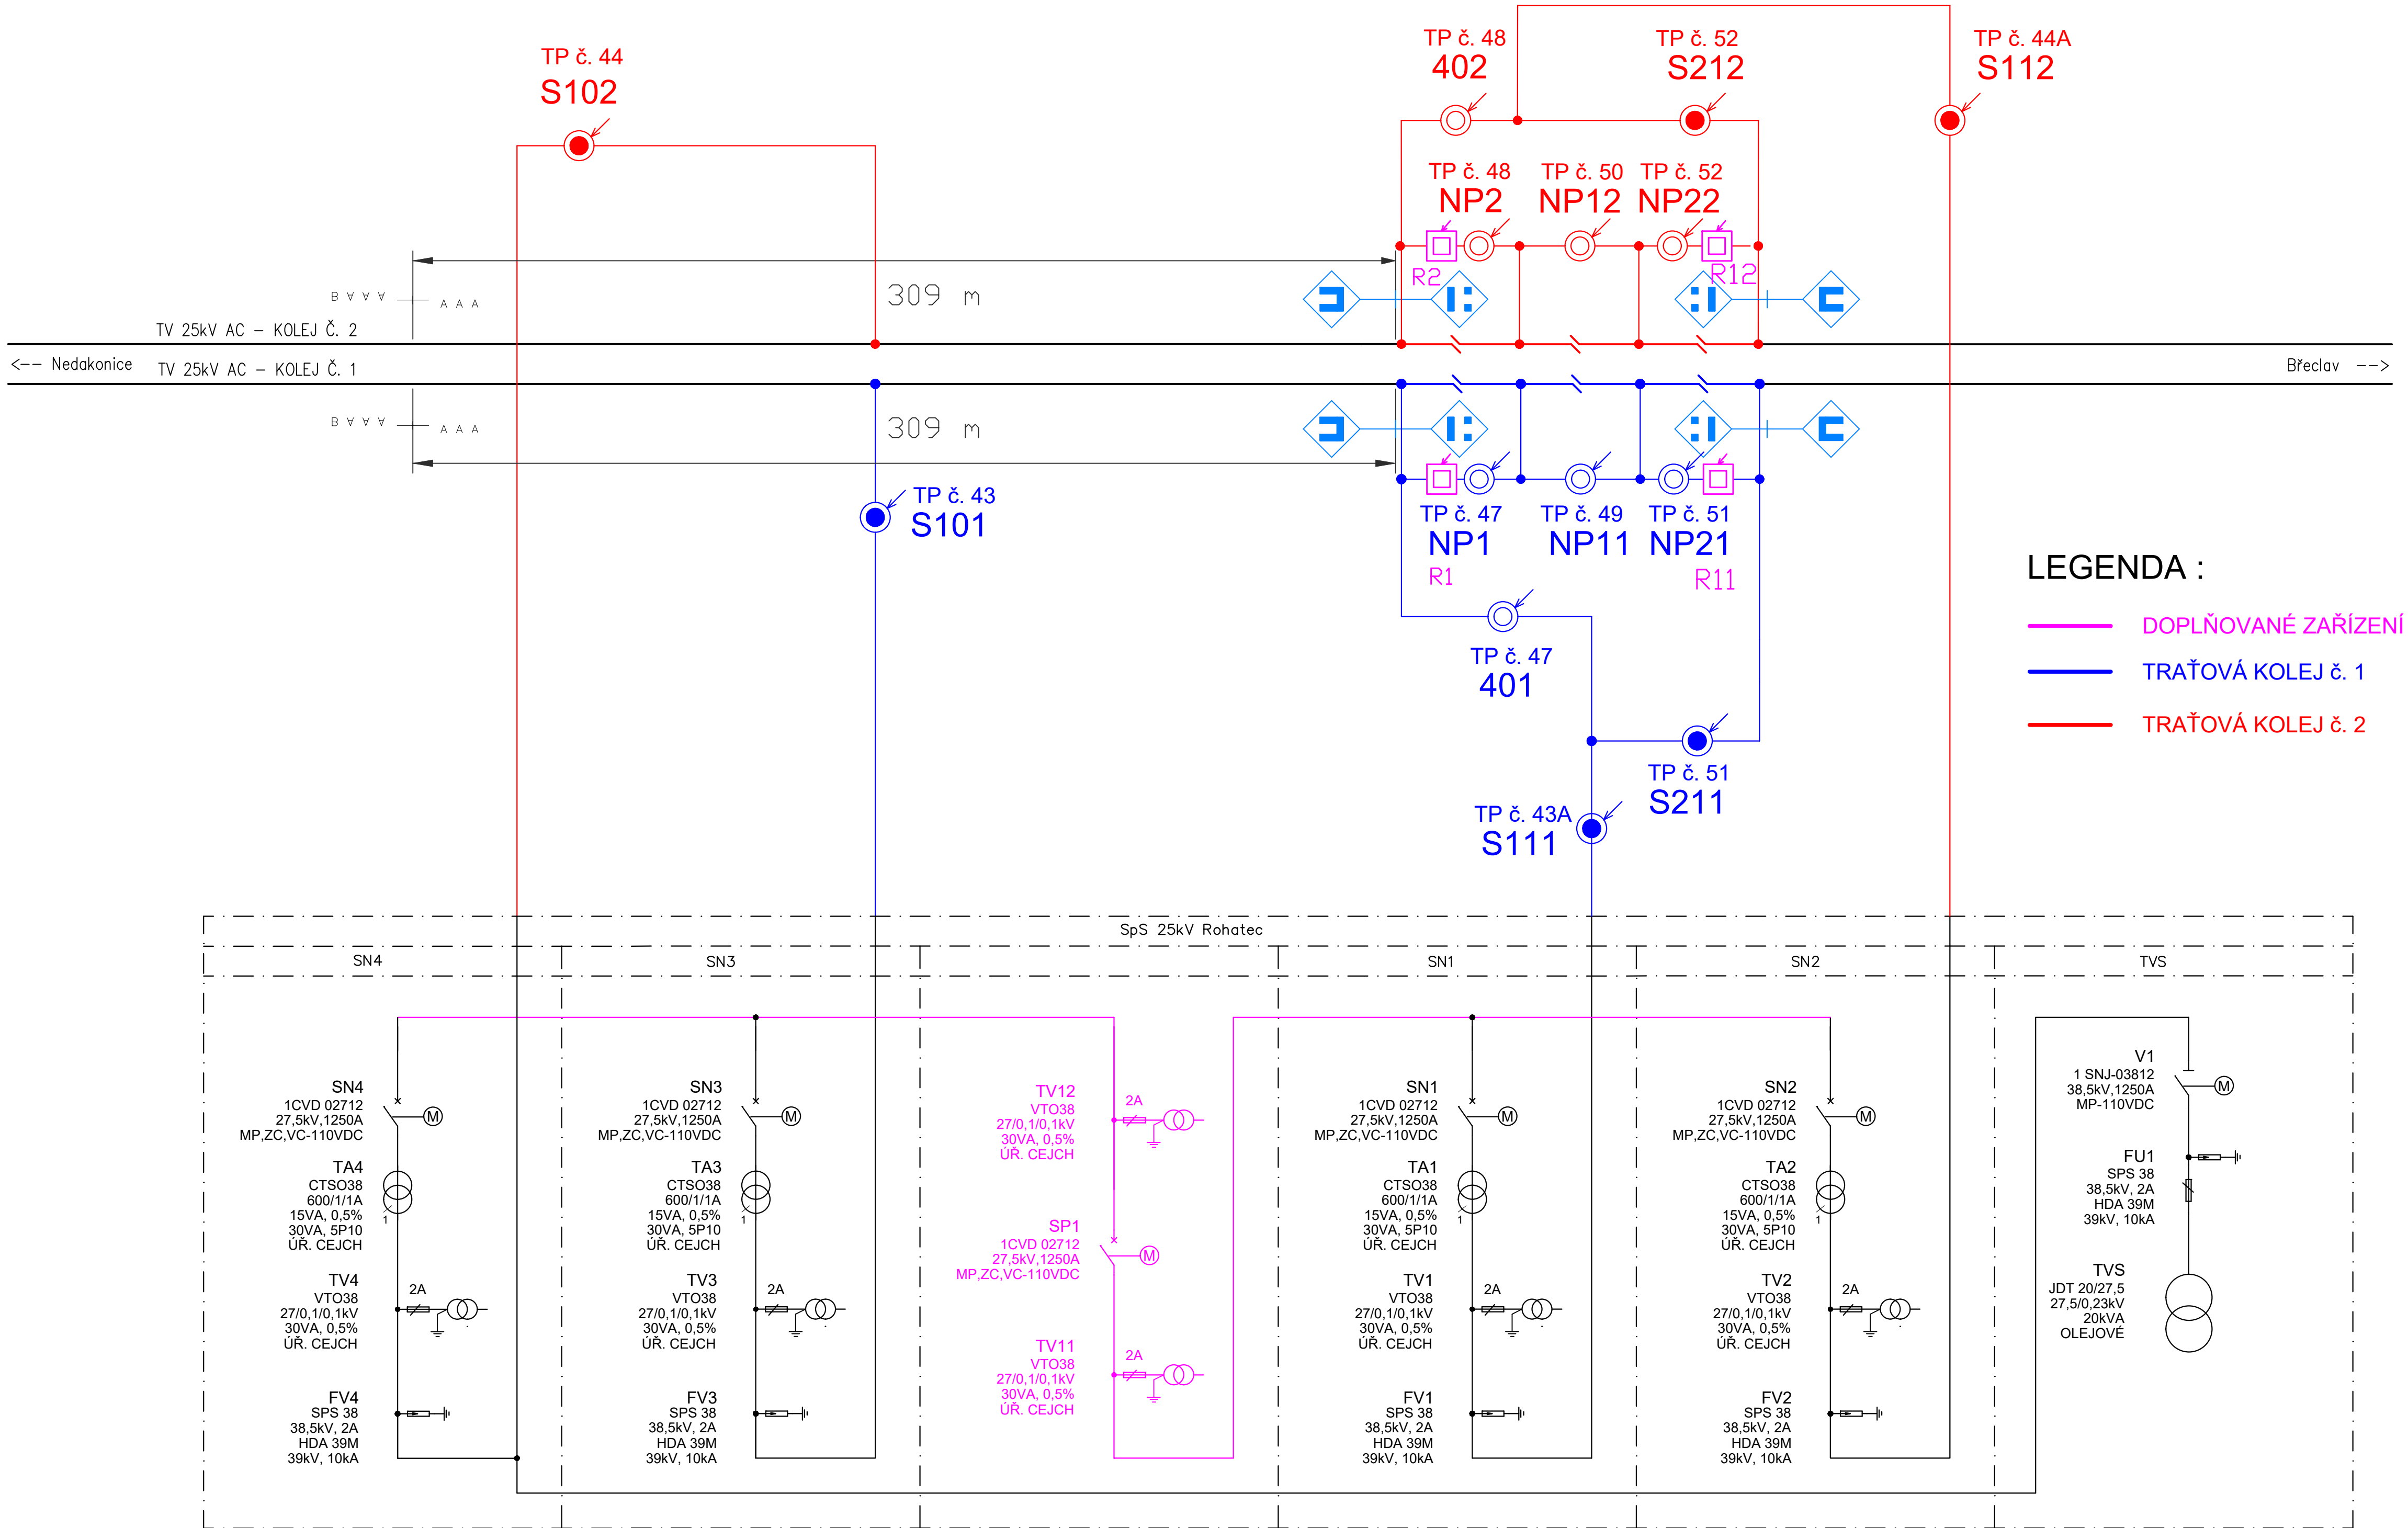 TP č. 44
S102
TP č. 48
402
TP č. 52
S212
TP č. 44A
S112
TP č. 48
NP2
TP č. 50
NP12
TP č. 52
NP22
R2
R12
B A A A
A A A
309 m
TV 25kV AC – KOLEJ Č. 2
<-- Nedakonice
TV 25kV AC – KOLEJ Č. 1
Břeclav -->
B A A A
A A A
309 m
TP č. 43
S101
TP č. 47
NP1
R1
TP č. 49
NP11
TP č. 51
NP21
R11
TP č. 47
401
TP č. 51
S211
TP č. 43A
S111
LEGENDA :
DOPLŇOVANÉ ZAŘÍZENÍ
TRAŤOVÁ KOLEJ č. 1
TRAŤOVÁ KOLEJ č. 2
SpS 25kV Rohatec
SN4
SN3
SN1
SN2
TVS
SN4
1CVD 02712
27,5kV,1250A
MP,ZC,VC-110VDC
M
TA4
CTSO38
600/1/1A
15VA, 0,5%
30VA, 5P10
ÚŘ. CEJCH
1
TV4
VTO38
27/0,1/0,1kV
30VA, 0,5%
ÚŘ. CEJCH
2A
FV4
SPS 38
38,5kV, 2A
HDA 39M
39kV, 10kA
SN3
1CVD 02712
27,5kV,1250A
MP,ZC,VC-110VDC
M
TA3
CTSO38
600/1/1A
15VA, 0,5%
30VA, 5P10
ÚŘ. CEJCH
1
TV3
VTO38
27/0,1/0,1kV
30VA, 0,5%
ÚŘ. CEJCH
2A
FV3
SPS 38
38,5kV, 2A
HDA 39M
39kV, 10kA
TV12
VTO38
27/0,1/0,1kV
30VA, 0,5%
ÚŘ. CEJCH
2A
SP1
1CVD 02712
27,5kV,1250A
MP,ZC,VC-110VDC
M
TV11
VTO38
27/0,1/0,1kV
30VA, 0,5%
ÚŘ. CEJCH
2A
SN1
1CVD 02712
27,5kV,1250A
MP,ZC,VC-110VDC
M
TA1
CTSO38
600/1/1A
15VA, 0,5%
30VA, 5P10
ÚŘ. CEJCH
1
TV1
VTO38
27/0,1/0,1kV
30VA, 0,5%
ÚŘ. CEJCH
2A
FV1
SPS 38
38,5kV, 2A
HDA 39M
39kV, 10kA
SN2
1CVD 02712
27,5kV,1250A
MP,ZC,VC-110VDC
M
TA2
CTSO38
600/1/1A
15VA, 0,5%
30VA, 5P10
ÚŘ. CEJCH
1
TV2
VTO38
27/0,1/0,1kV
30VA, 0,5%
ÚŘ. CEJCH
2A
FV2
SPS 38
38,5kV, 2A
HDA 39M
39kV, 10kA
V1
1 SNJ-03812
38,5kV,1250A
MP-110VDC
M
FU1
SPS 38
38,5kV, 2A
HDA 39M
39kV, 10kA
TVS
JDT 20/27,5
27,5/0,23kV
20kVA
OLEJOVÉ